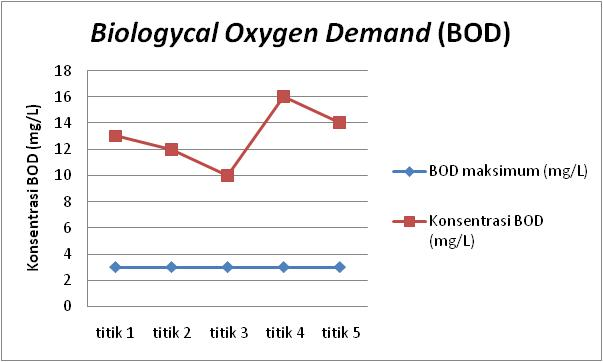 Biologycal Oxygen Demand (BOD)
Konsentrasi BOD (mg/L)
18
16
14
12
10
8
6
4
2
0
titik 1 titik 2 titik 3 titik 4 titik 5
BOD maksimum (mg/L)
Konsentrasi BOD
(mg/L)